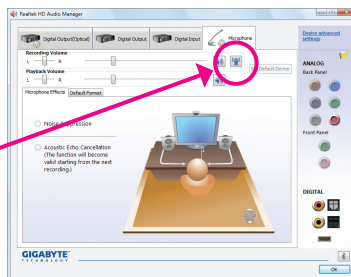 Realtek HD Audio Manager
Digital Output(Optical)
Digital Output
Digital Input
Microphone
Device advanced
settings
Recording Volume
L
R
Default Device
Playback Volume
L
R
ANALOG
Back Panel
Microphone Effects
Default Format
Noise Suppression
Acoustic Echo Cancellation
(The function will become
valid starting from the next
recording.)
Front Panel
DIGITAL
GIGABYTE
TECHNOLOGY
OK